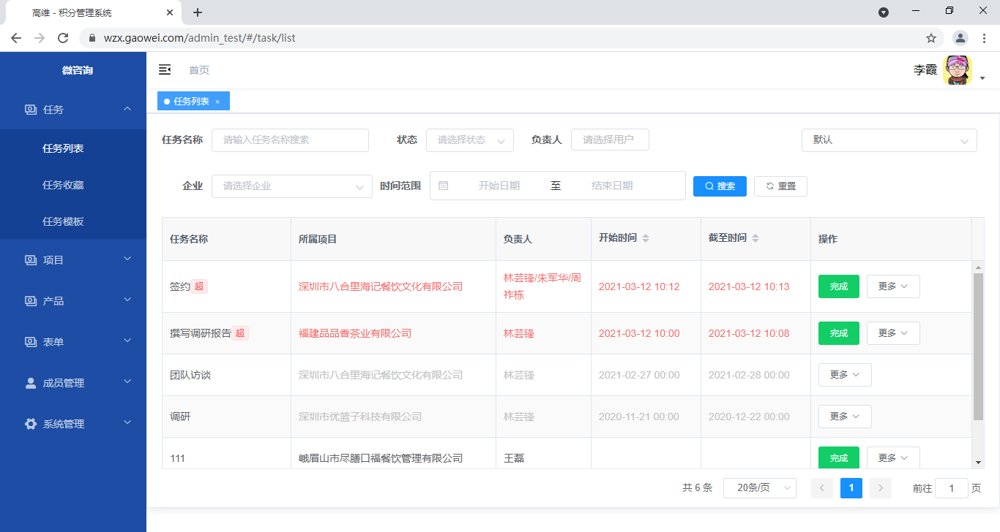 高维 - 积分管理系统
wzx.gaowei.com/admin_test/#/task/list
微咨询
首页
李霞
任务
任务列表
任务收藏
任务模板
项目
产品
表单
成员管理
系统管理
任务列表 ×
任务名称 请输入任务名称搜索 状态 请选择状态 负责人 请选择用户 默认
企业 请选择企业 时间范围 开始日期 至 结束日期 搜索 重置
任务名称 所属项目 负责人 开始时间 截至时间 操作
签约 超 深圳市八合里海记餐饮文化有限公司 林芸锋/朱军华/周 2021-03-12 10:12 2021-03-12 10:13 完成 更多
祚栋
撰写调研报告 超 福建品品香茶业有限公司 林芸锋 2021-03-12 10:00 2021-03-12 10:08 完成 更多
团队访谈 深圳市八合里海记餐饮文化有限公司 林芸锋 2021-02-27 00:00 2021-02-28 00:00 更多
调研 深圳市优篮子科技有限公司 林芸锋 2020-11-21 00:00 2020-12-22 00:00 更多
111 峨眉山市尽膳口福餐饮管理有限公司 王磊 完成 更多
共 6 条 20条/页 1 前往 1 页